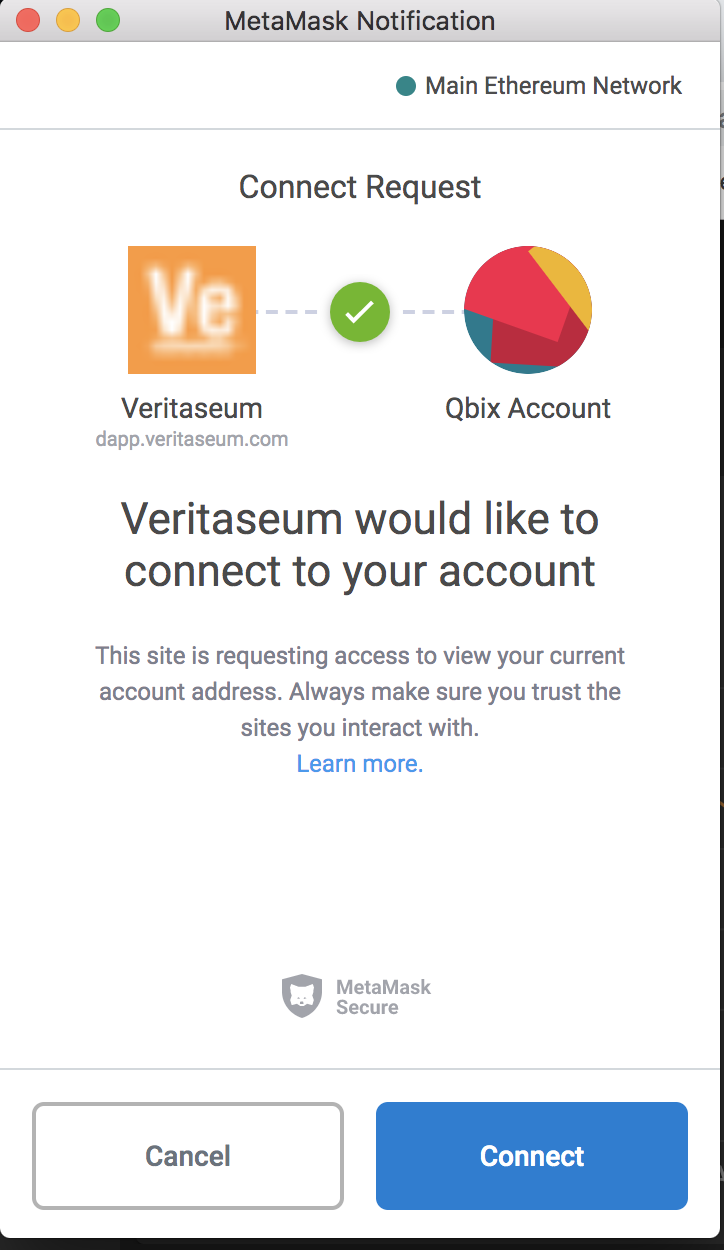 MetaMask Notification
Main Ethereum Network
Connect Request
Ve
Veritaseum
dapp.veritaseum.com
Qbix Account
Veritaseum would like to
connect to your account
This site is requesting access to view your current
account address. Always make sure you trust the
sites you interact with.
Learn more.
MetaMask
Secure
Cancel
Connect